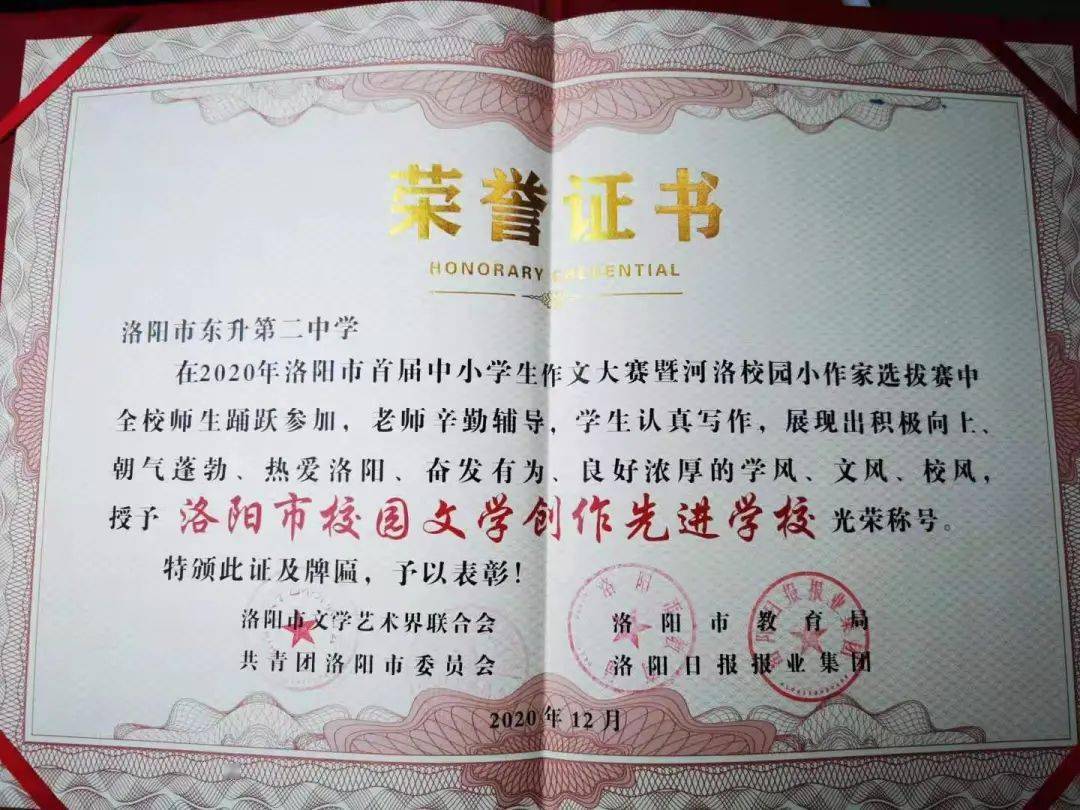 荣誉证书
HONORARY CREDENTIAL
洛阳市东升第二中学
在2020年洛阳市首届中小学生作文大赛暨河洛校园小作家选拔赛中
全校师生踊跃参加，老师辛勤辅导，学生认真写作，展现出积极向上、
朝气蓬勃、热爱洛阳、奋发有为、良好浓厚的学风、文风、校风，
授予 洛阳市校园文学创作先进学校 光荣称号。
特颁此证及牌匾，予以表彰！
洛阳市文学艺术界联合会 洛阳市教育局
共青团洛阳市委员会 洛阳日报报业集团
2020年12月